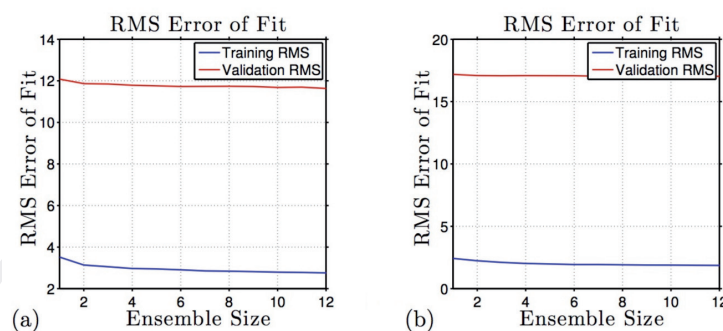 RMS Error of Fit
14
12
10
8
6
4
2
RMS Error of Fit
Training RMS
Validation RMS
2 4 6 8 10 12
(a) Ensemble Size
RMS Error of Fit
20
15
10
5
0
RMS Error of Fit
Training RMS
Validation RMS
2 4 6 8 10 12
(b) Ensemble Size